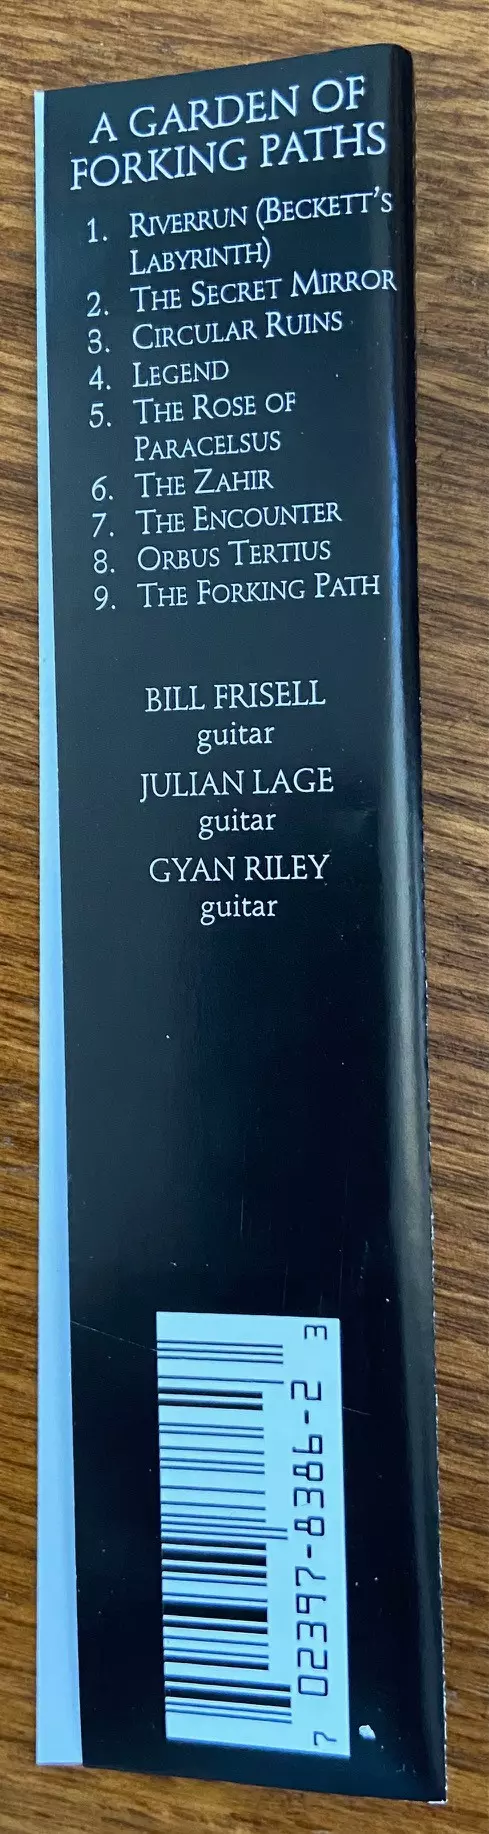 A GARDEN OF
FORKING PATHS
1. RIVERRUN (BECKETT'S
LABYRINTH)
2. THE SECRET MIRROR
3. CIRCULAR RUINS
4. LEGEND
5. THE ROSE OF
PARACELSUS
6. THE ZAHIR
7. THE ENCOUNTER
8. ORBUS TERTIUS
9. THE FORKING PATH
BILL FRISELL
guitar
JULIAN LAGE
guitar
GYAN RILEY
guitar
7 02397-8386-2 3